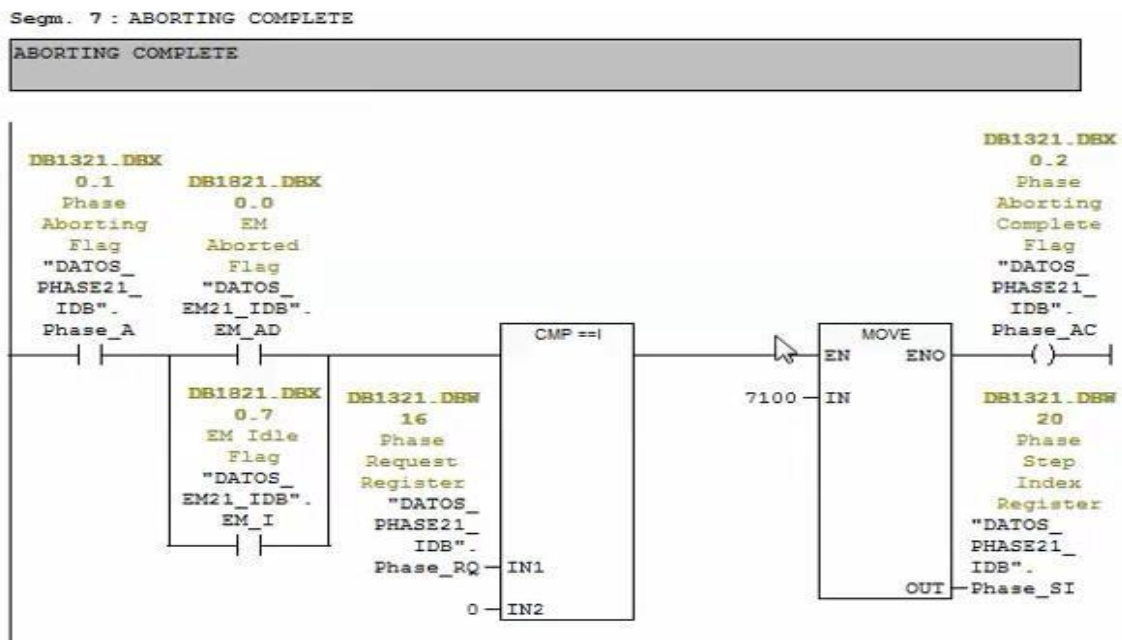 Segm. 7 : ABORTING COMPLETE
ABORTING COMPLETE
DB1321.DBX
0.1
Phase
Aborting
Flag
"DATOS_
PHASE21_
IDB".
Phase_A
DB1821.DBX
0.0
EM
Aborted
Flag
"DATOS_
EM21_IDB".
EM_AD
DB1821.DBX
0.7
EM Idle
Flag
"DATOS_
EM21_IDB".
EM_I
DB1321.DBW
16
Phase
Request
Register
"DATOS_
PHASE21_
IDB".
Phase_RQ
0
CMP ==I
IN1
IN2
7100
MOVE
EN ENO
IN
OUT
DB1321.DBX
0.2
Phase
Aborting
Complete
Flag
"DATOS_
PHASE21_
IDB".
Phase_AC
DB1321.DBW
20
Phase
Step
Index
Register
"DATOS_
PHASE21_
IDB".
Phase_SI